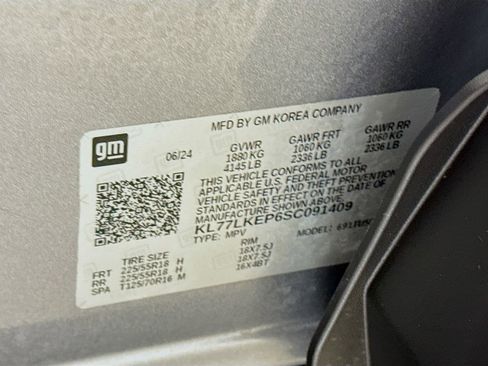 MFD BY GM KOREA COMPANY
gm 06/24 GVWR GAWR FRT GAWR RR
1880 KG 1060 KG 1060 KG
4145 LB 2336 LB 2336 LB
THIS VEHICLE CONFORMS TO ALL
APPLICABLE U.S. FEDERAL MOTOR
VEHICLE SAFETY AND THEFT PREVENTION
STANDARDS IN EFFECT ON THE DATE OF
MANUFACTURE SHOWN ABOVE
KL77LKEP6SC091409
TYPE: MPV MODEL:
TIRE SIZE RIM
FRT 225/55R18 H 18X7.5J
RR 225/55R18 H 18X7.5J
SPA T125/70R16 M 16X4BT